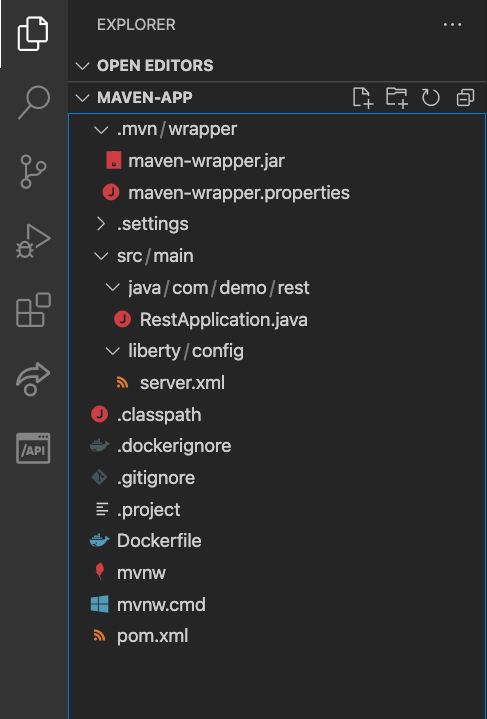 EXPLORER
OPEN EDITORS
MAVEN-APP
.mvn/wrapper
maven-wrapper.jar
J maven-wrapper.properties
.settings
src/main
java/com/demo/rest
J RestApplication.java
liberty/config
server.xml
J .classpath
.dockerignore
.gitignore
.project
Dockerfile
mvnw
mvnw.cmd
/API
pom.xml